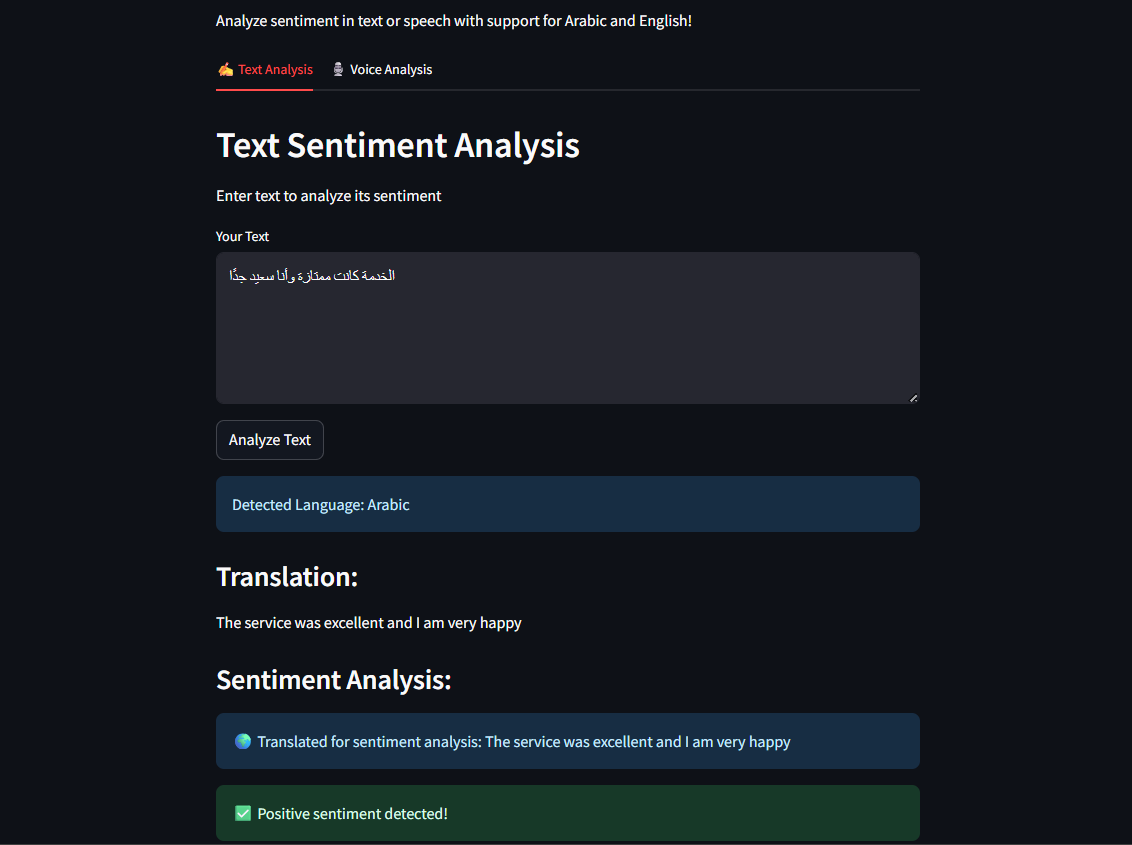 Analyze sentiment in text or speech with support for Arabic and English!
✍️ Text Analysis 🎙️ Voice Analysis
Text Sentiment Analysis
Enter text to analyze its sentiment
Your Text
الخدمة كانت ممتازة وأنا سعيد جدًا
Analyze Text
Detected Language: Arabic
Translation:
The service was excellent and I am very happy
Sentiment Analysis:
🌍 Translated for sentiment analysis: The service was excellent and I am very happy
✅ Positive sentiment detected!